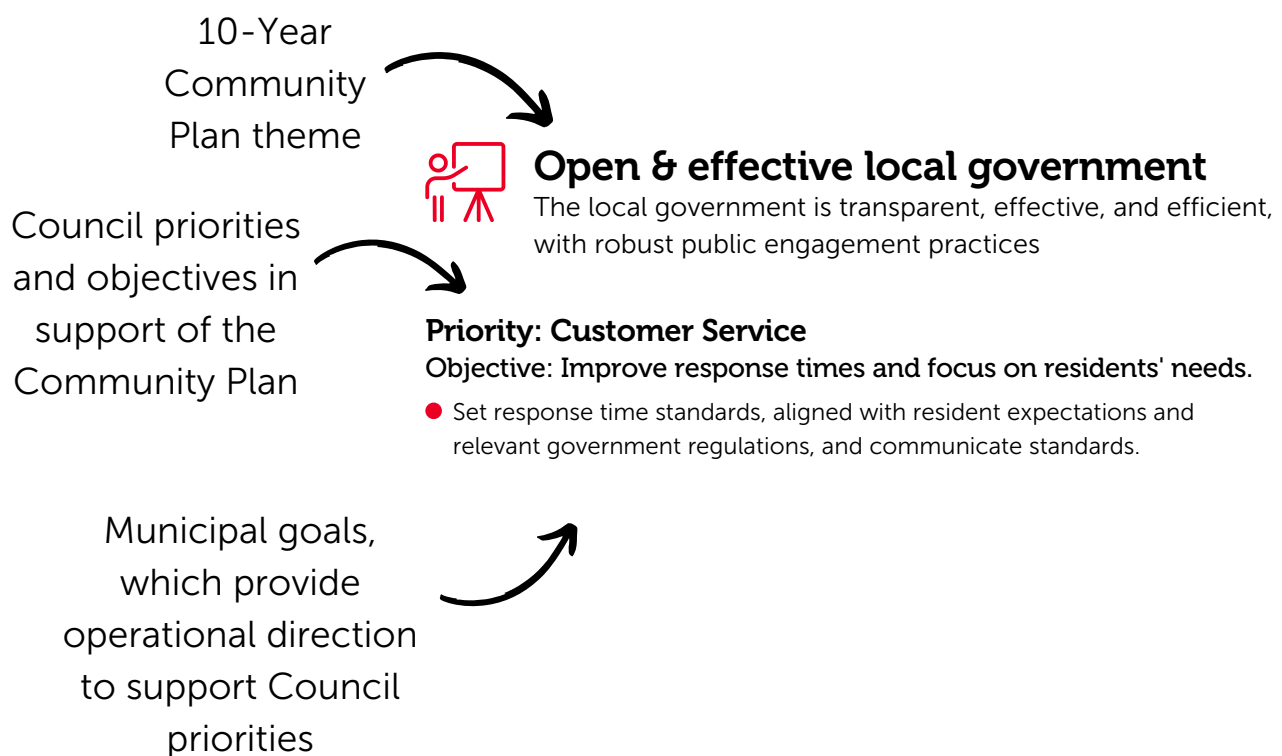 10-Year
Community
Plan theme
Open & effective local government
The local government is transparent, effective, and efficient,
with robust public engagement practices
Council priorities
and objectives in
support of the
Community Plan
Priority: Customer Service
Objective: Improve response times and focus on residents' needs.
Set response time standards, aligned with resident expectations and
relevant government regulations, and communicate standards.
Municipal goals,
which provide
operational direction
to support Council
priorities